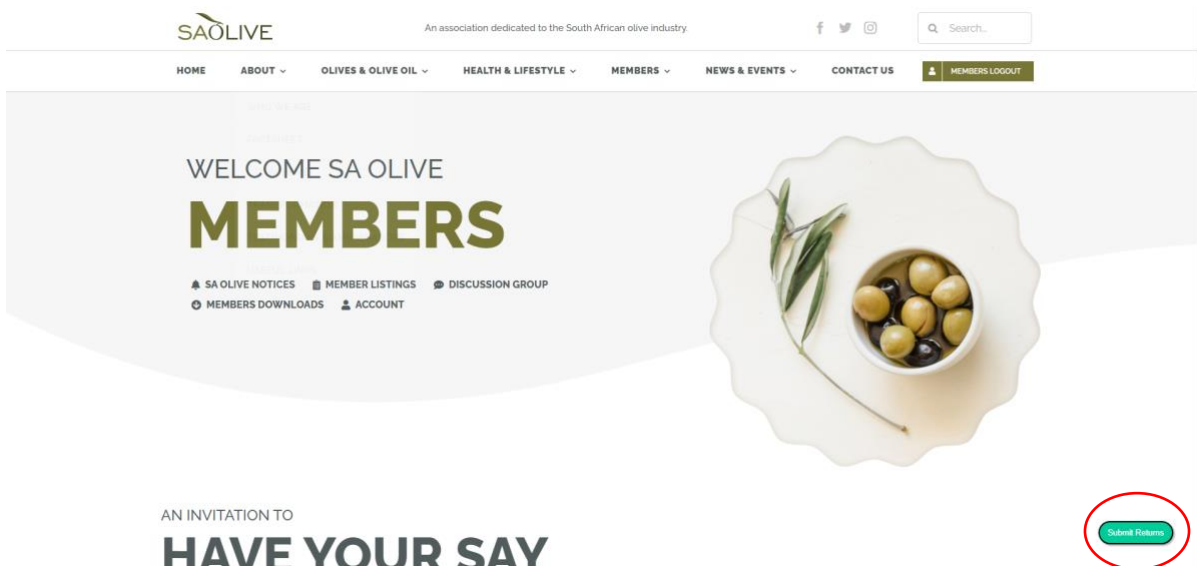 SAOLIVE
An association dedicated to the South African olive industry.
Search..
HOME ABOUT OLIVES & OLIVE OIL HEALTH & LIFESTYLE MEMBERS NEWS & EVENTS CONTACT US MEMBERS LOGOUT
WELCOME SA OLIVE
MEMBERS
SA OLIVE NOTICES MEMBER LISTINGS DISCUSSION GROUP
MEMBERS DOWNLOADS ACCOUNT
AN INVITATION TO
HAVE YOUR SAY
Submit Returns